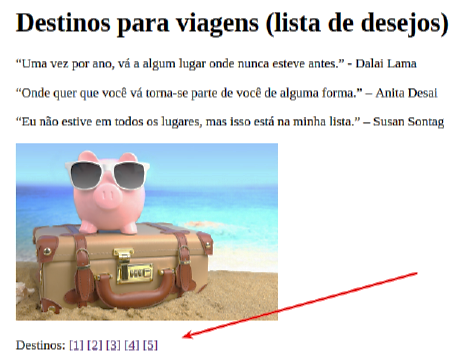 Destinos para viagens (lista de desejos)
“Uma vez por ano, vá a algum lugar onde nunca esteve antes.” - Dalai Lama
“Onde quer que você vá torna-se parte de você de alguma forma.” – Anita Desai
“Eu não estive em todos os lugares, mas isso está na minha lista.” – Susan Sontag
Destinos: [1] [2] [3] [4] [5]